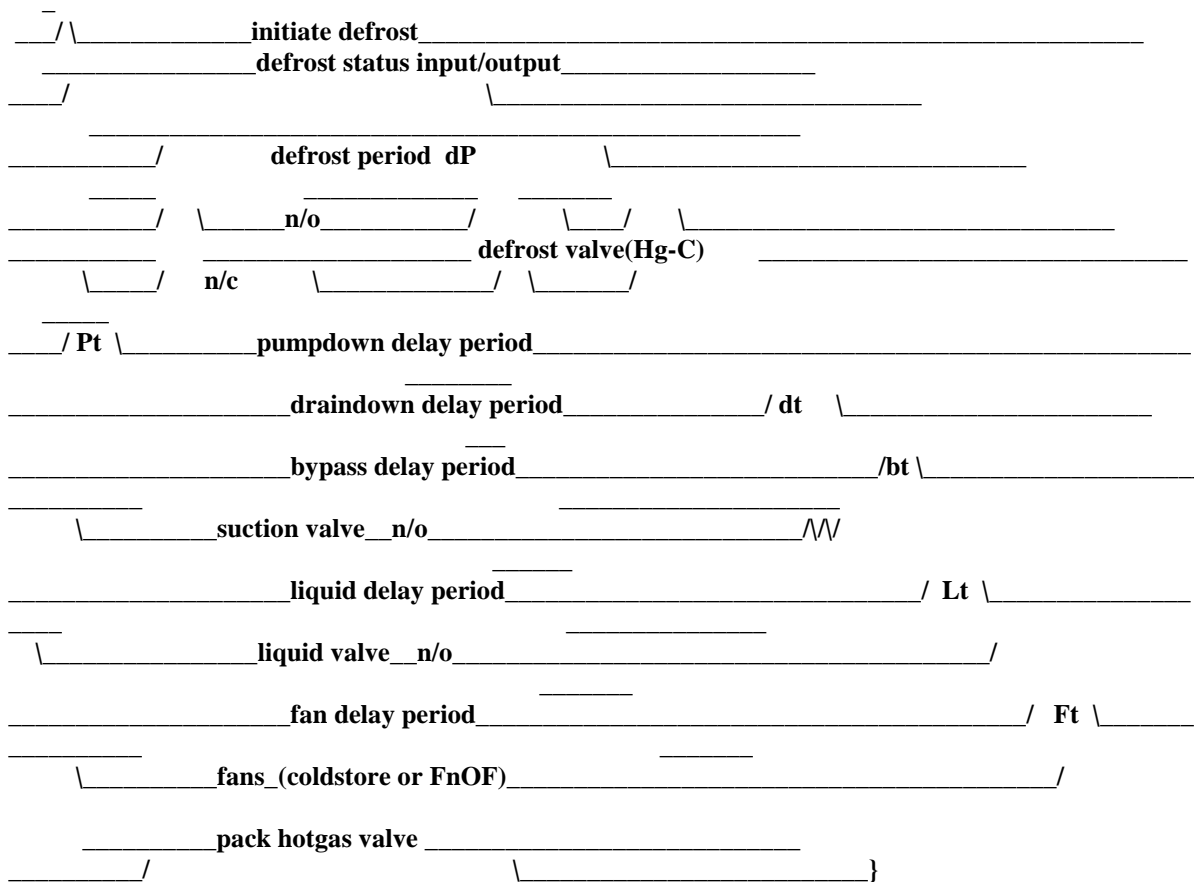 initiate defrost
defrost status input/output
defrost period dP
n/o
defrost valve(Hg-C)
n/c
Pt pumpdown delay period
draindown delay period dt
bypass delay period bt
suction valve__n/o
liquid delay period Lt
liquid valve__n/o
fan delay period Ft
fans_(coldstore or FnOF)
pack hotgas valve
}